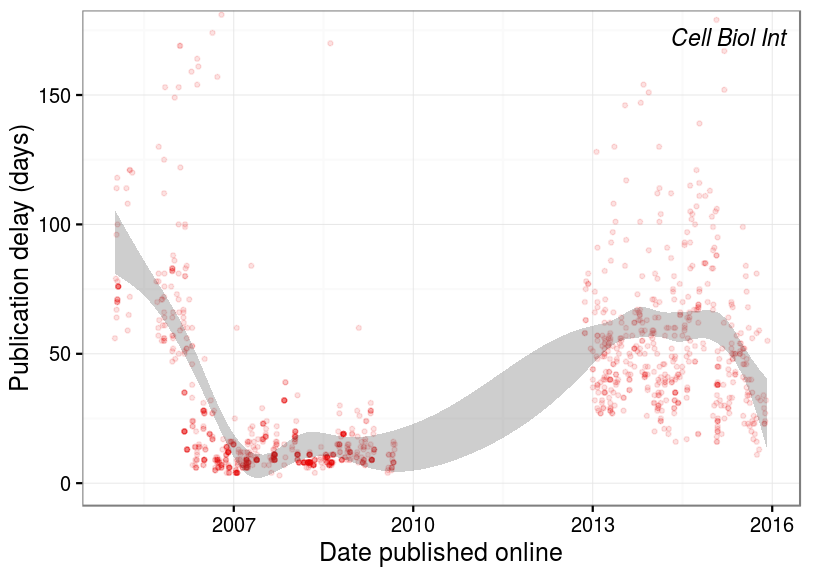 Cell Biol Int
Publication delay (days)
150
100
50
0
2007
2010
2013
2016
Date published online